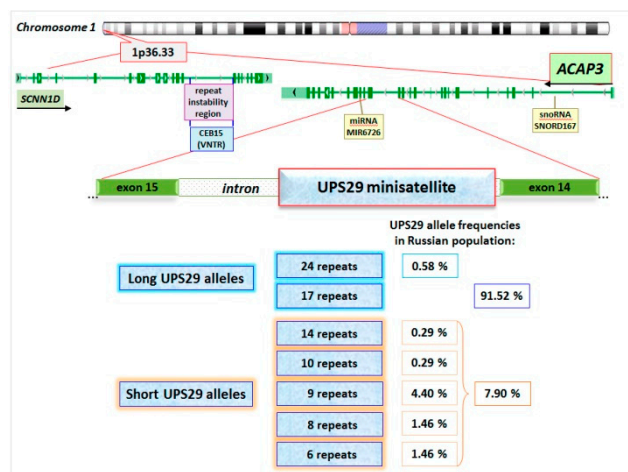 Chromosome 1
1p36.33
SCNN1D
repeat
instability
region
CEB15
(VNTR)
ACAP3
miRNA
MIR6726
snoRNA
SNORD167
exon 15
intron
UPS29 minisatellite
exon 14
...
...
UPS29 allele frequencies
in Russian population:
Long UPS29 alleles
24 repeats
0.58 %
17 repeats
91.52 %
Short UPS29 alleles
14 repeats
0.29 %
10 repeats
0.29 %
9 repeats
4.40 %
7.90 %
8 repeats
1.46 %
6 repeats
1.46 %